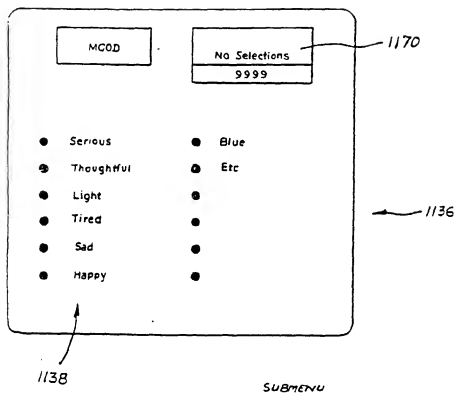 MOOD
No Selections
1170
9999
Serious
Blue
Thoughtful
Etc
Light
Tired
1136
Sad
Happy
1138
SUBMENU